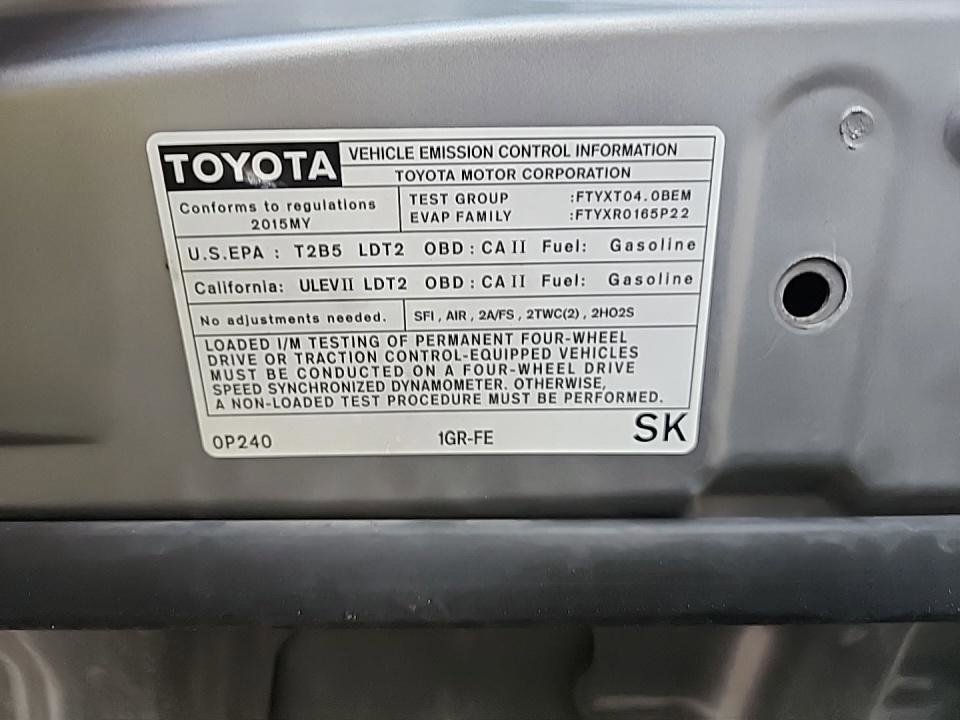 TOYOTA
VEHICLE EMISSION CONTROL INFORMATION
TOYOTA MOTOR CORPORATION
Conforms to regulations
2015MY
TEST GROUP :FTYXT04.0BEM
EVAP FAMILY :FTYXR0165P22
U.S.EPA : T2B5 LDT2 OBD : CA II Fuel: Gasoline
California: ULEV II LDT2 OBD : CA II Fuel: Gasoline
No adjustments needed.
SFI , AIR , 2A/FS , 2TWC(2) , 2HO2S
LOADED I/M TESTING OF PERMANENT FOUR-WHEEL
DRIVE OR TRACTION CONTROL-EQUIPPED VEHICLES
MUST BE CONDUCTED ON A FOUR-WHEEL DRIVE
SPEED SYNCHRONIZED DYNAMOMETER. OTHERWISE,
A NON-LOADED TEST PROCEDURE MUST BE PERFORMED.
0P240 1GR-FE SK